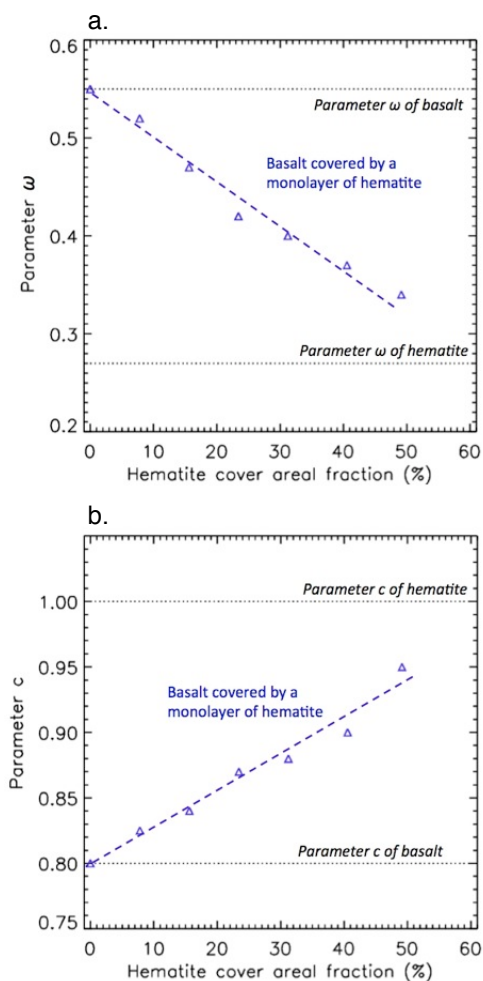 a.
0.6
Parameter ω of basalt
0.5
Basalt covered by a
monolayer of hematite
Parameter ω
0.4
0.3
Parameter ω of hematite
0.2
0 10 20 30 40 50 60
Hematite cover areal fraction (%)
b.
Parameter c of hematite
1.00
0.95
Basalt covered by a
monolayer of hematite
Parameter c
0.90
0.85
Parameter c of basalt
0.80
0.75
0 10 20 30 40 50 60
Hematite cover areal fraction (%)